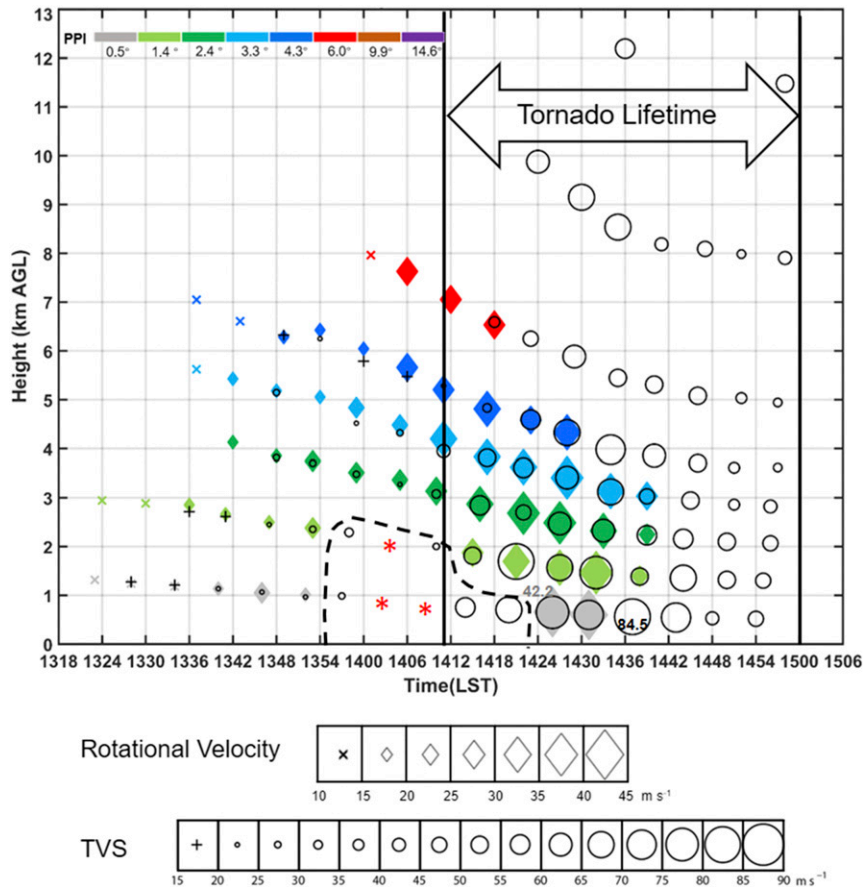 13
PPI
0.5° 1.4° 2.4° 3.3° 4.3° 6.0° 9.9° 14.6°
12
11
Tornado Lifetime
10
9
8
7
6
5
4
3
2
1
0
Height (km AGL)
42.2
84.5
1318 1324 1330 1336 1342 1348 1354 1400 1406 1412 1418 1424 1430 1436 1442 1448 1454 1500 1506
Time(LST)
Rotational Velocity
10 15 20 25 30 35 40 45 m s⁻¹
TVS
15 20 25 30 35 40 45 50 55 60 65 70 75 80 85 90 m s⁻¹